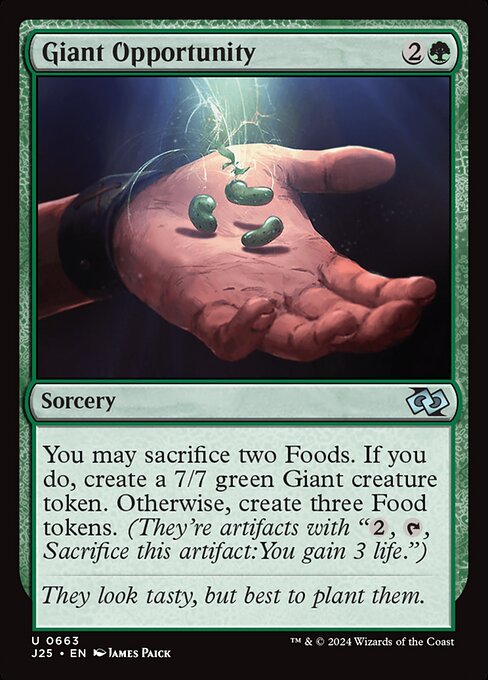 Giant Opportunity 2
Sorcery
You may sacrifice two Foods. If you
do, create a 7/7 green Giant creature
token. Otherwise, create three Food
tokens. (They're artifacts with “2, ,
Sacrifice this artifact:You gain 3 life.”)
They look tasty, but best to plant them.
U 0663
J25 • EN James Paick
™ & © 2024 Wizards of the Coast